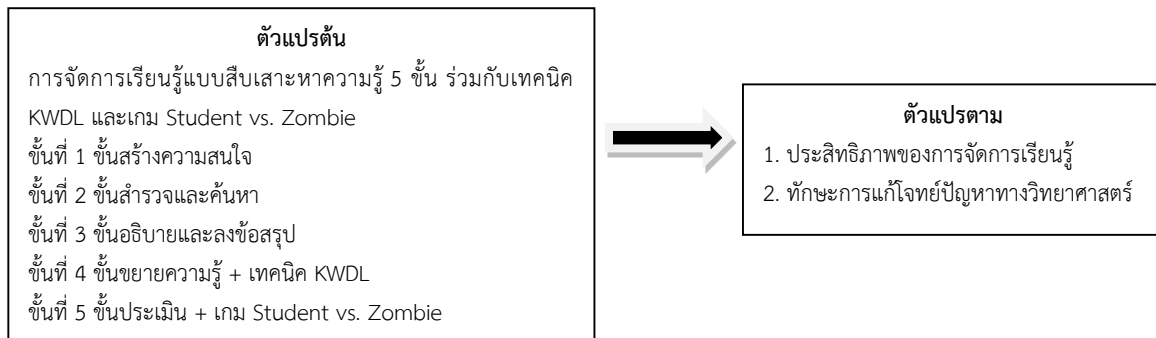 ตัวแปรต้น
การจัดการเรียนรู้แบบสืบเสาะหาความรู้ 5 ขั้น ร่วมกับเทคนิค
KWDL และเกม Student vs. Zombie
ขั้นที่ 1 ขั้นสร้างความสนใจ
ขั้นที่ 2 ขั้นสำรวจและค้นหา
ขั้นที่ 3 ขั้นอธิบายและลงข้อสรุป
ขั้นที่ 4 ขั้นขยายความรู้ + เทคนิค KWDL
ขั้นที่ 5 ขั้นประเมิน + เกม Student vs. Zombie
ตัวแปรตาม
1. ประสิทธิภาพของการจัดการเรียนรู้
2. ทักษะการแก้โจทย์ปัญหาทางวิทยาศาสตร์